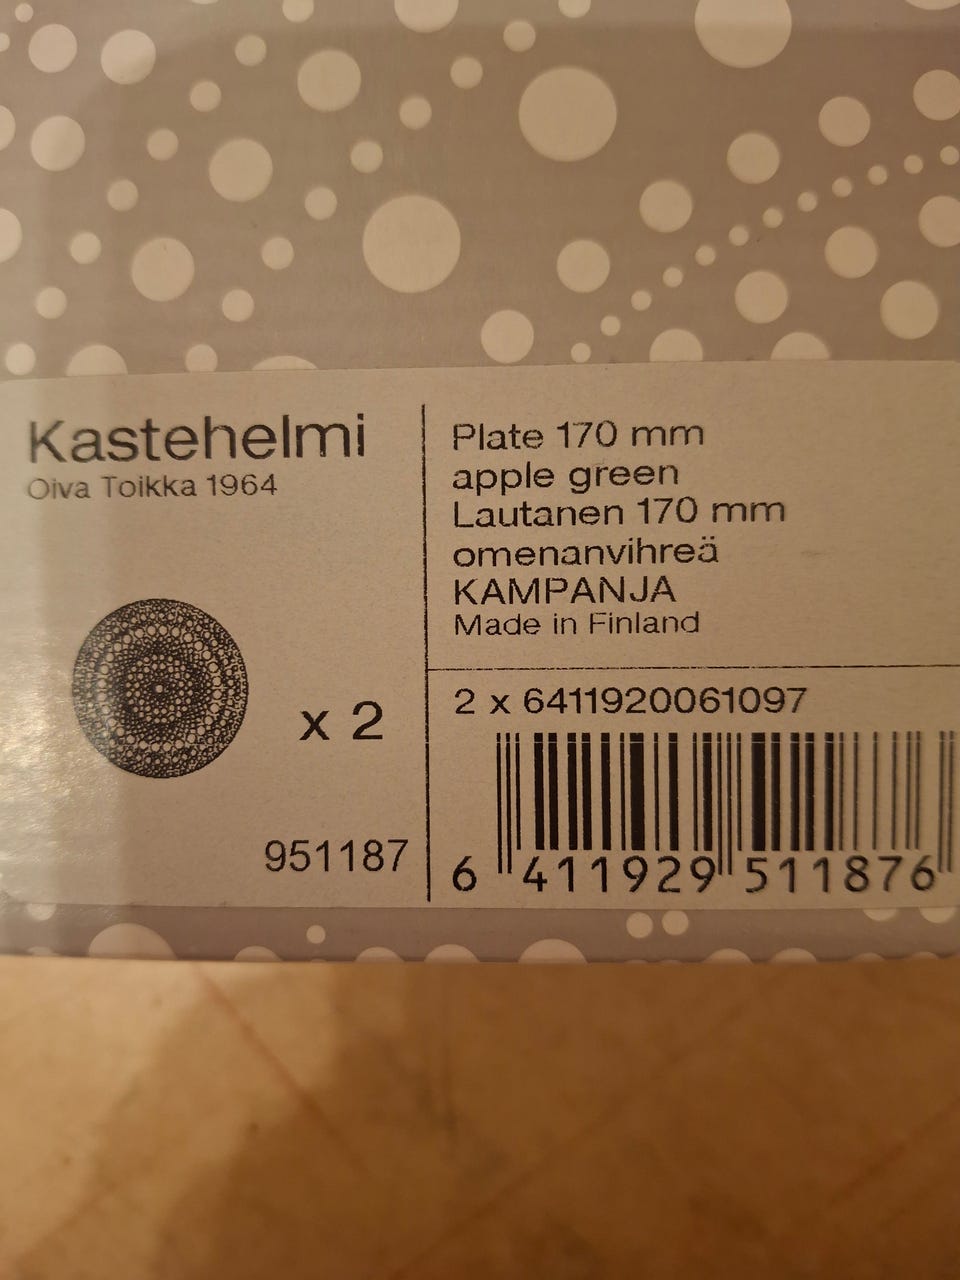 Kastehelmi
Oiva Toikka 1964
x 2
951187
Plate 170 mm
apple green
Lautanen 170 mm
omenanvihreä
KAMPANJA
Made in Finland
2 x 6411920061097
6 411929 511876